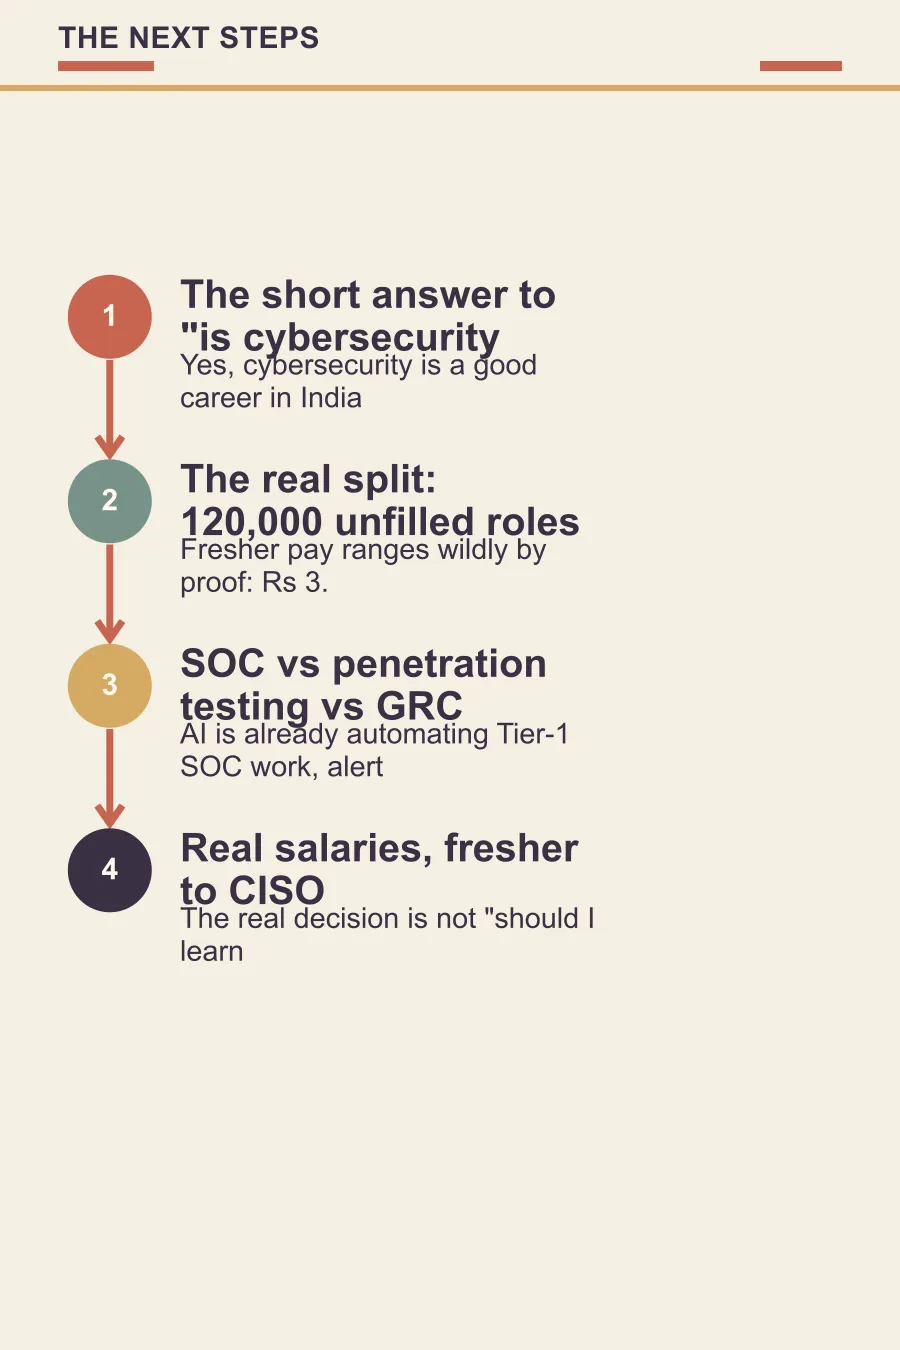 THE NEXT STEPS
1
The short answer to
"is cybersecurity
Yes, cybersecurity is a good
career in India
2
The real split:
120,000 unfilled roles
Fresher pay ranges wildly by
proof: Rs 3.
3
SOC vs penetration
testing vs GRC
AI is already automating Tier-1
SOC work, alert
4
Real salaries, fresher
to CISO
The real decision is not "should I
learn